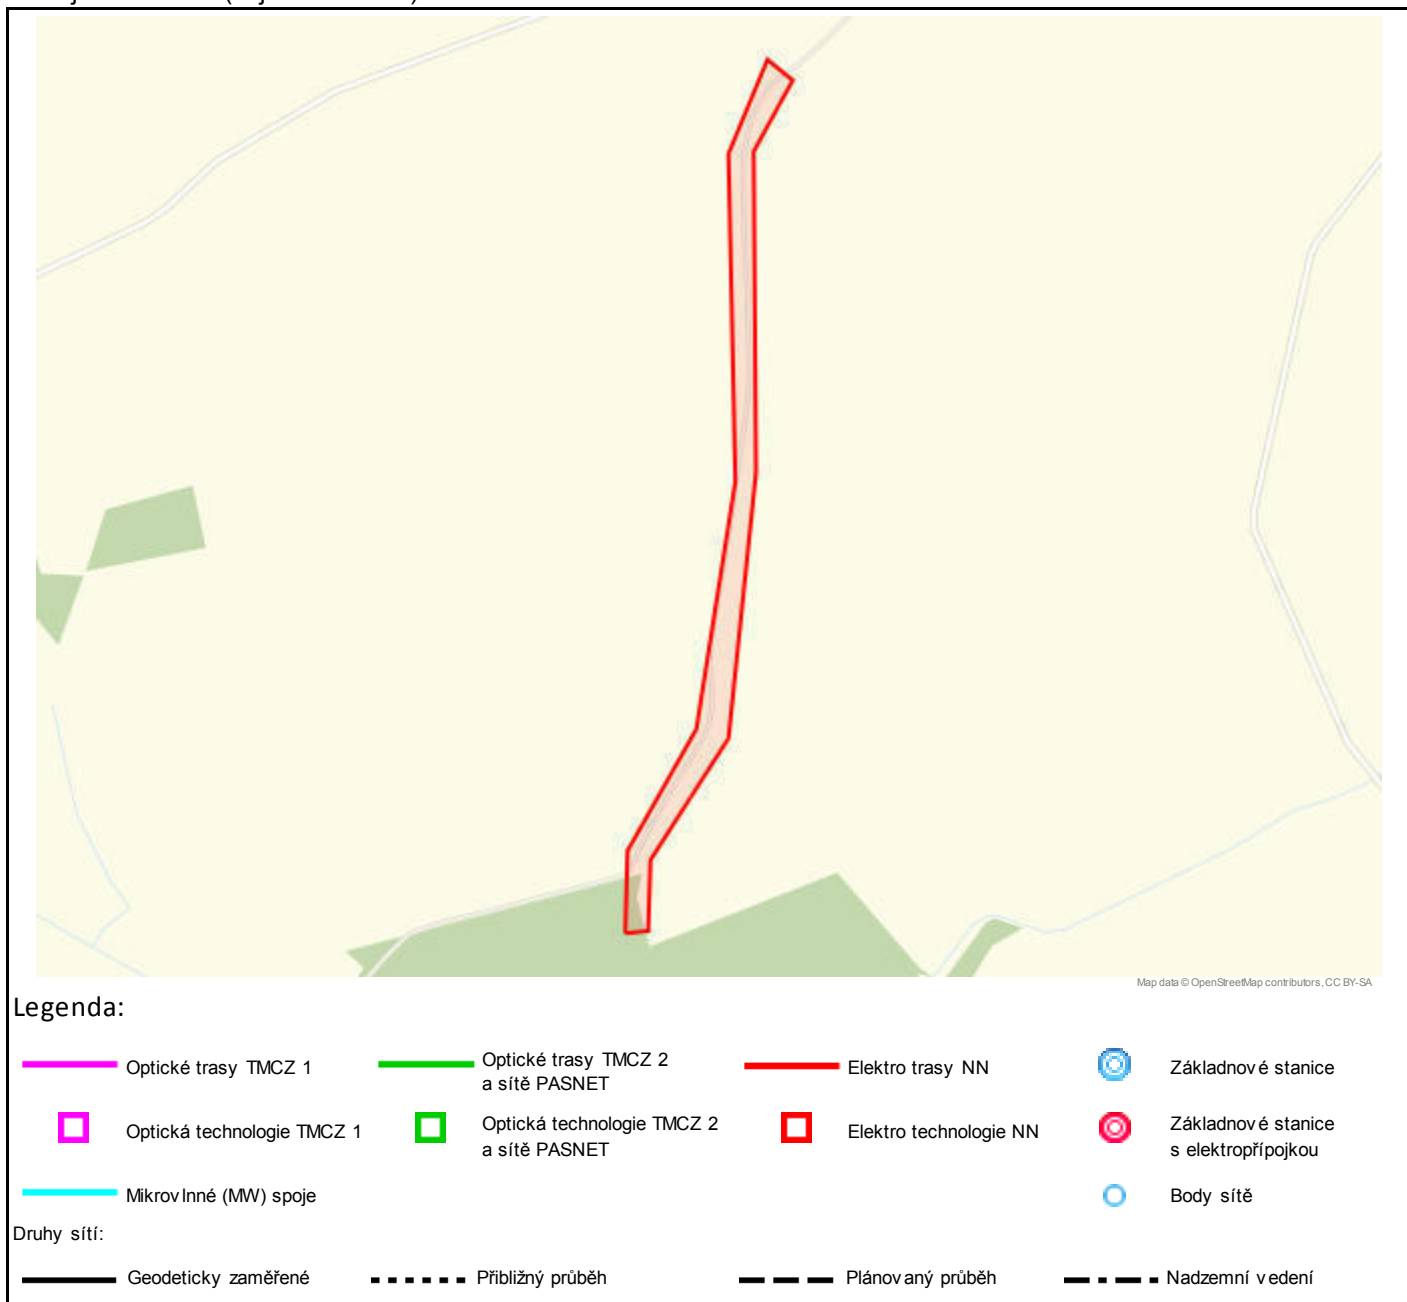 Map data © OpenStreetMap contributors, CC BY-SA
Legenda:
Optické trasy TMCZ 1
Optické trasy TMCZ 2
a sítě PASNET
Elektro trasy NN
Základnové stanice
Optická technologie TMCZ 1
Optická technologie TMCZ 2
a sítě PASNET
Elektro technologie NN
Základnové stanice
s elektropřípojkou
Mikrovlnné (MW) spoje
Body sítě
Druhy sítí:
Geodeticky zaměřené
Přibližný průběh
Plánovaný průběh
Nadzemní vedení